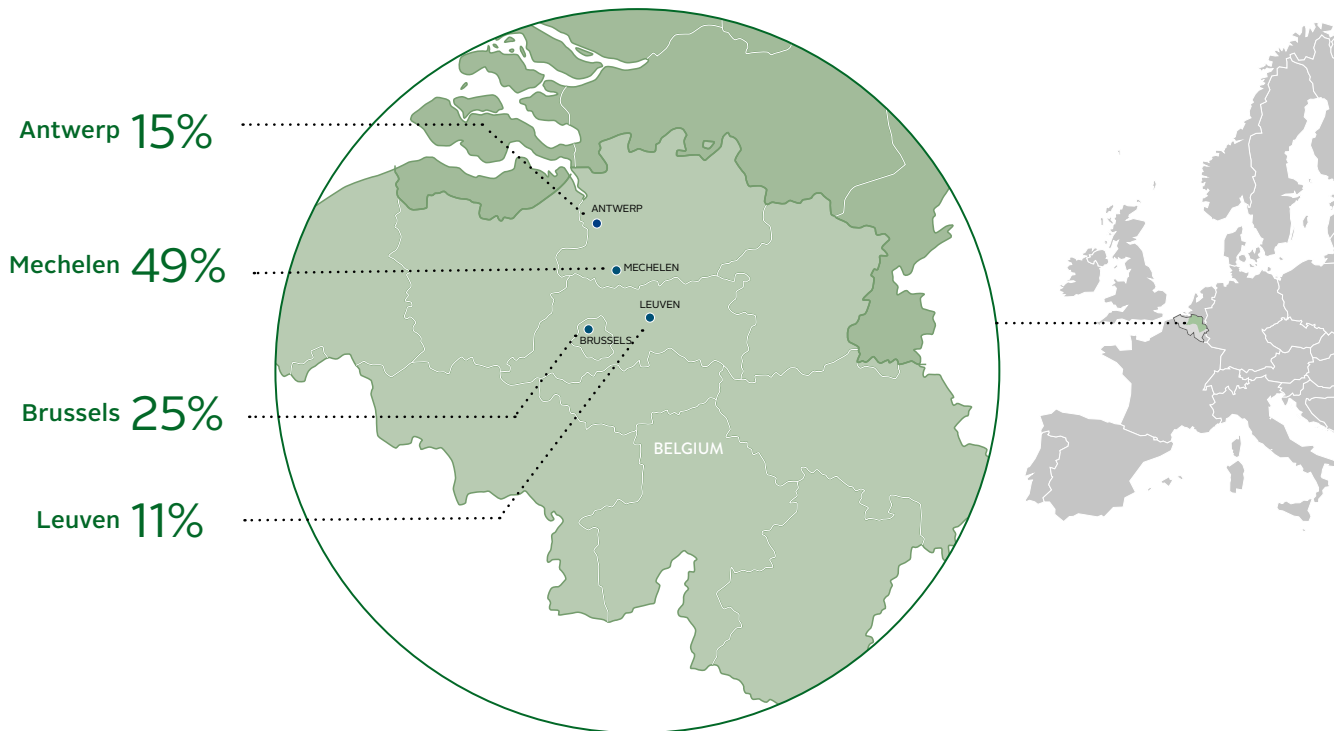 Antwerp 15%
Mechelen 49%
Brussels 25%
Leuven 11%
ANTWERP
MECHELEN
LEUVEN
BRUSSELS
BELGIUM